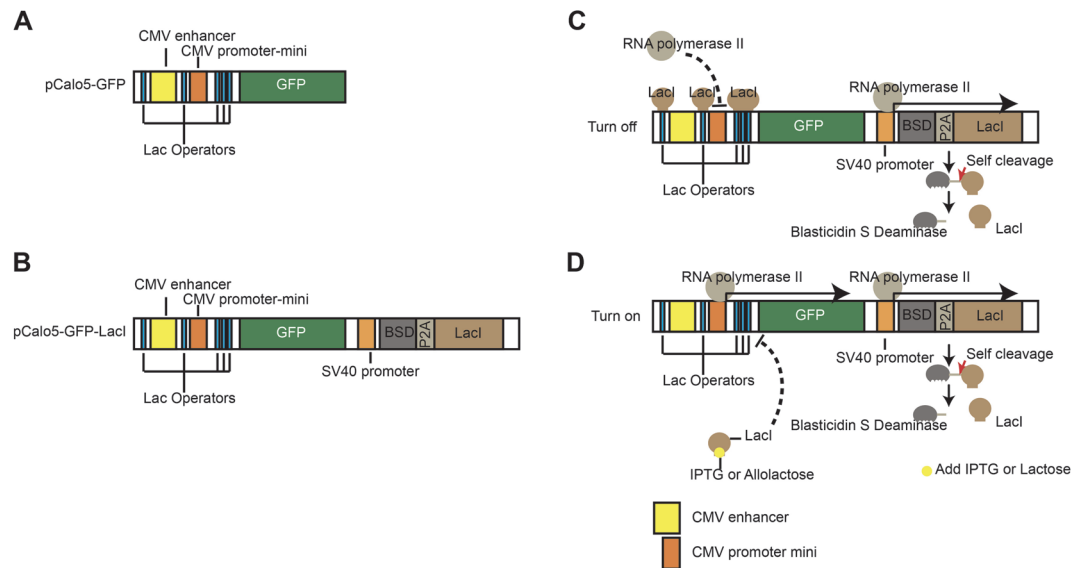 A
CMV enhancer
CMV promoter-mini
pCalo5-GFP
GFP
Lac Operators
B
CMV enhancer
CMV promoter-mini
pCalo5-GFP-LacI
GFP
BSD
P2A
LacI
SV40 promoter
Lac Operators
C
RNA polymerase II
LacI
LacI
LacI
RNA polymerase II
Turn off
GFP
BSD
P2A
LacI
SV40 promoter
Self cleavage
Lac Operators
Blasticidin S Deaminase
LacI
D
RNA polymerase II
RNA polymerase II
Turn on
GFP
BSD
P2A
LacI
SV40 promoter
Self cleavage
Lac Operators
Blasticidin S Deaminase
LacI
LacI
IPTG or Allolactose
Add IPTG or Lactose
CMV enhancer
CMV promoter mini